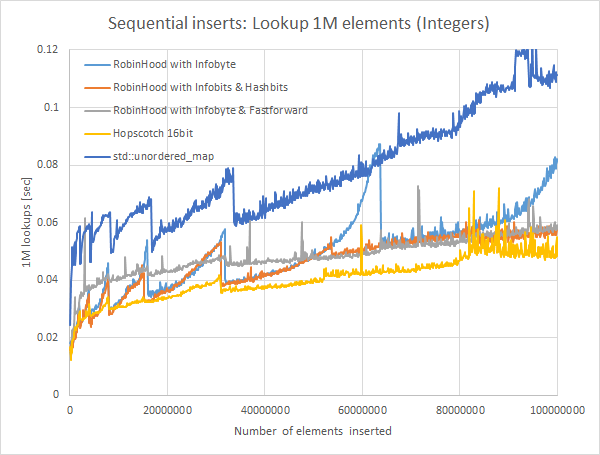 Sequential inserts: Lookup 1M elements (Integers)
0.12
0.1
0.08
0.06
0.04
0.02
0
1M lookups [sec]
RobinHood with Infobyte
RobinHood with Infobits & Hashbits
RobinHood with Infobyte & Fastforward
Hopscotch 16bit
std::unordered_map
0 20000000 40000000 60000000 80000000 100000000
Number of elements inserted